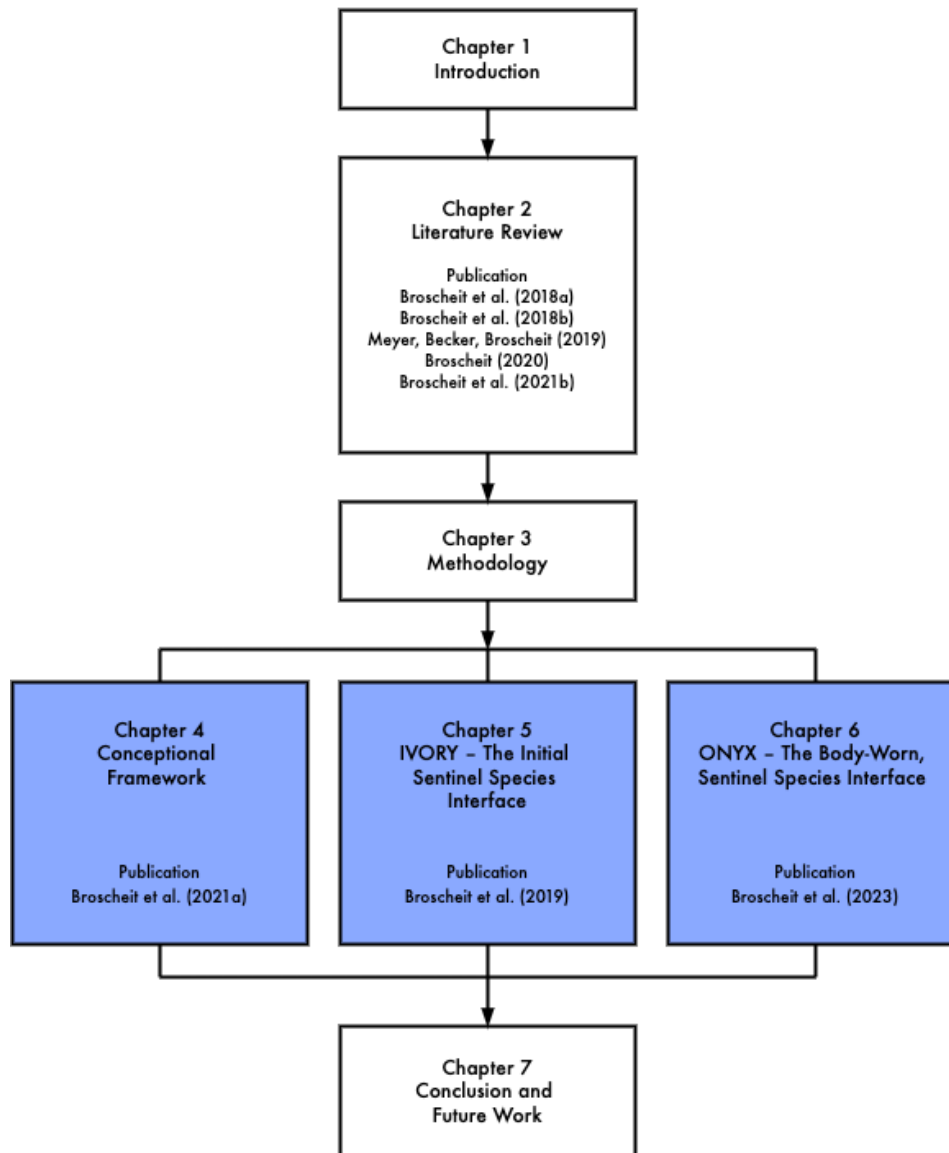 Chapter 1
Introduction
Chapter 2
Literature Review
Publication
Broscheit et al. (2018a)
Broscheit et al. (2018b)
Meyer, Becker, Broscheit (2019)
Broscheit (2020)
Broscheit et al. (2021b)
Chapter 3
Methodology
Chapter 4
Conceptional
Framework
Publication
Broscheit et al. (2021a)
Chapter 5
IVORY – The Initial
Sentinel Species
Interface
Publication
Broscheit et al. (2019)
Chapter 6
ONYX – The Body-Worn,
Sentinel Species Interface
Publication
Broscheit et al. (2023)
Chapter 7
Conclusion and
Future Work